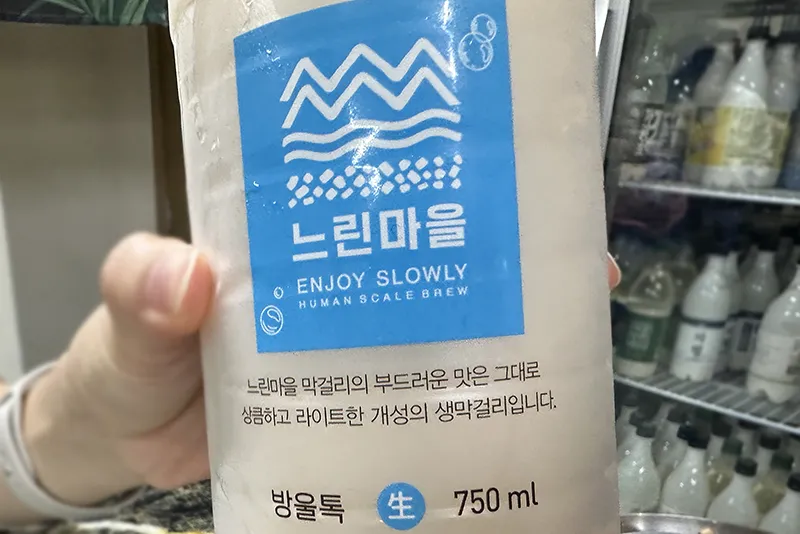 느린마을
ENJOY SLOWLY
HUMAN SCALE BREW
느린마을 막걸리의 부드러운 맛은 그대로
상큼하고 라이트한 개성의 생막걸리입니다.
방울톡 生 750 ml